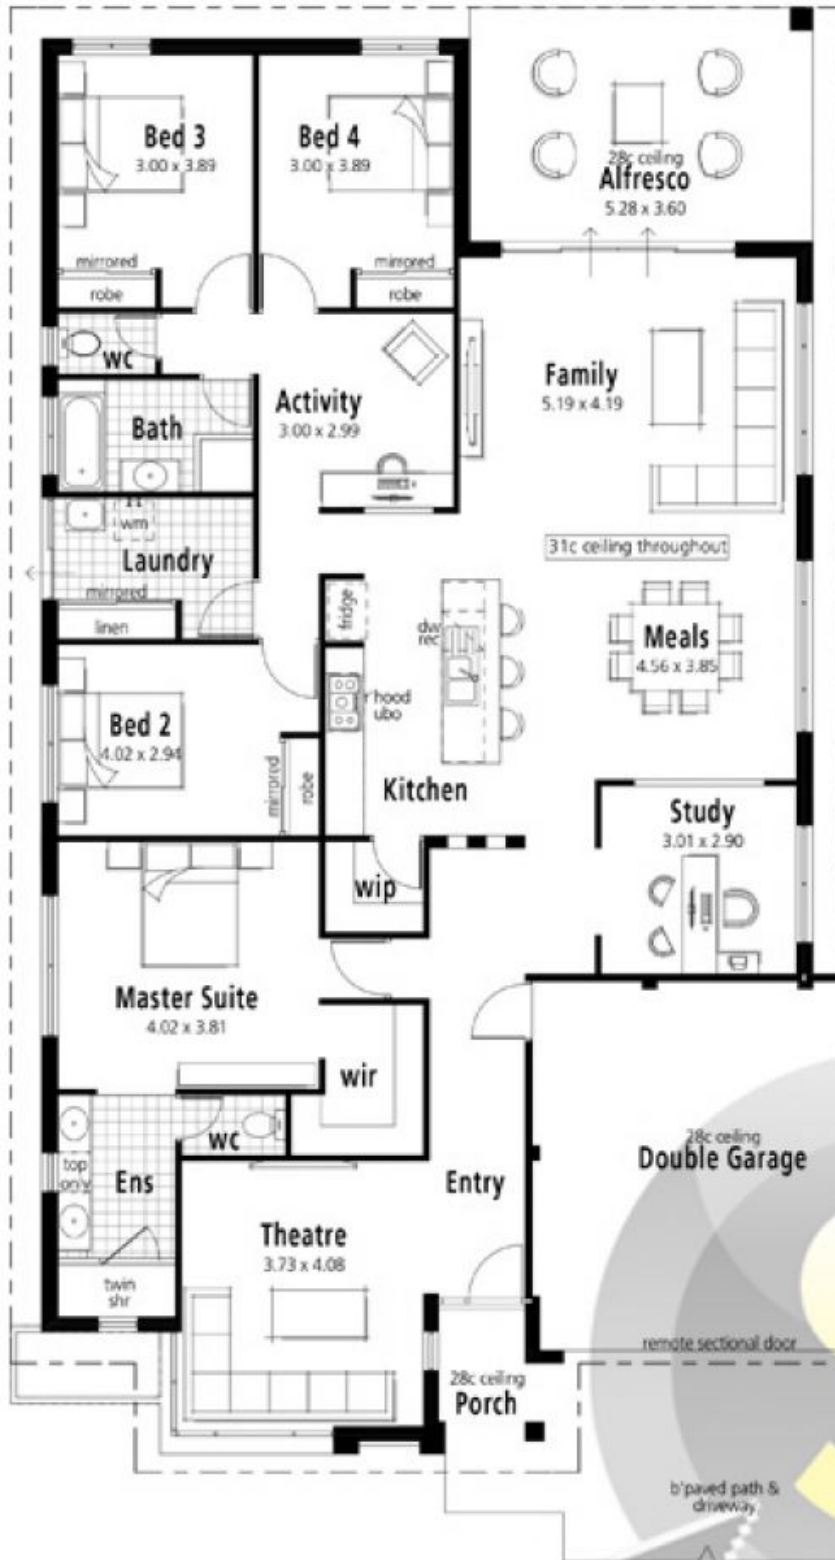 Bed 3
3.00 x 3.89
Bed 4
3.00 x 3.89
28c ceiling
Alfresco
5.28 x 3.60
mirrored
robe
mirrored
robe
wc
Activity
3.00 x 2.99
Family
5.19 x 4.19
Bath
wm
Laundry
mirrored
linen
31c ceiling throughout
fridge
dw
rec
Meals
4.56 x 3.85
r'hood
ubo
Bed 2
4.02 x 2.94
mirrored
robe
Kitchen
Study
3.01 x 2.90
wip
Master Suite
4.02 x 3.81
wir
wc
28c ceiling
Double Garage
top
only
Ens
Entry
Theatre
3.73 x 4.08
twin
shr
remote sectional door
28c ceiling
Porch
b'paved path &
driveway